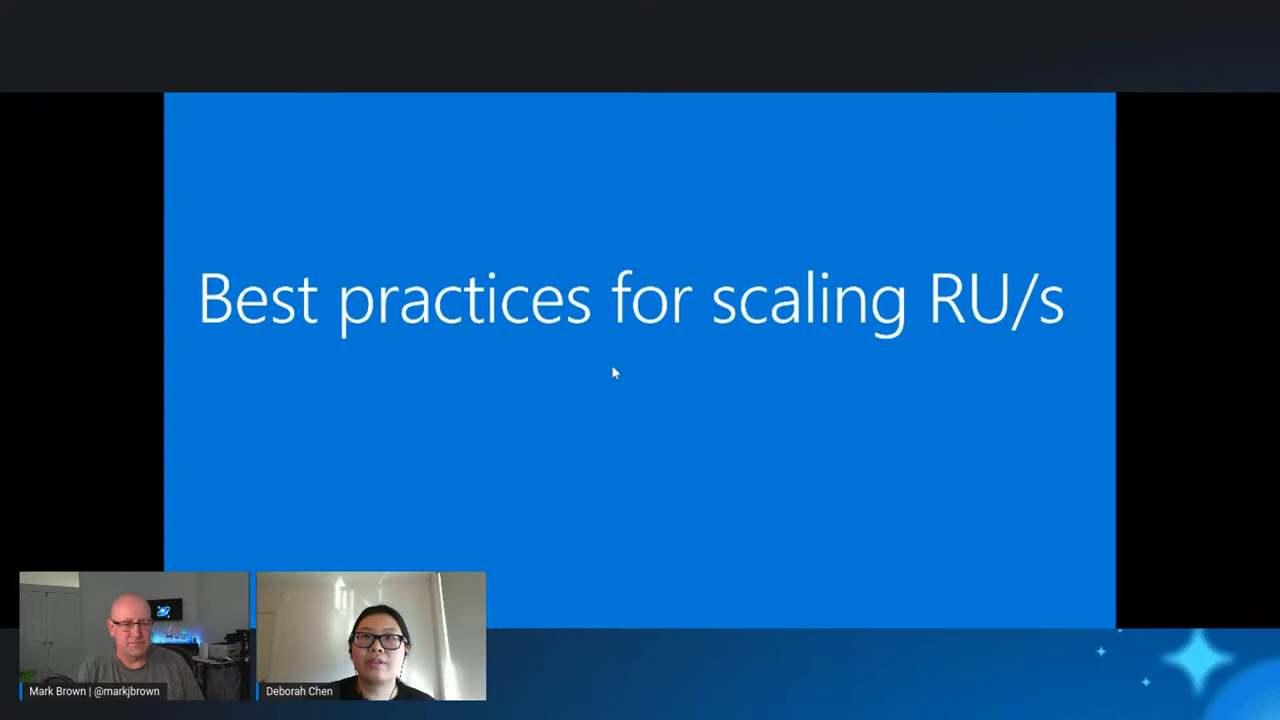 Best practices for scaling RU/s
Mark Brown | @markjbrown
Deborah Chen